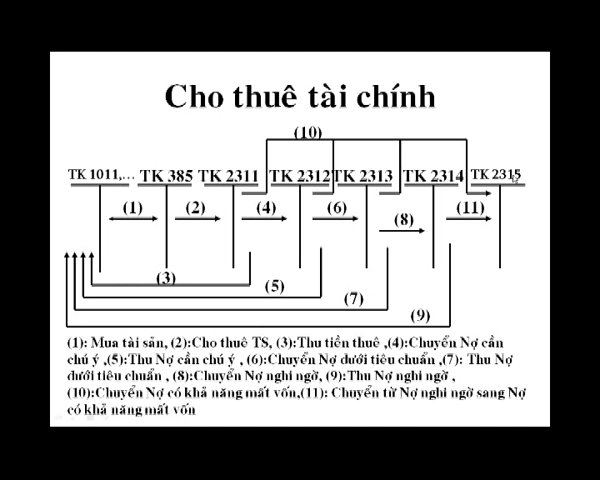 Cho thuê tài chính
(10)
TK 1011,... TK 385 TK 2311 TK 2312 TK 2313 TK 2314 TK 2315
(1) (2) (4) (6) (8) (11)
(3)
(5)
(7)
(9)
(1): Mua tài sản, (2):Cho thuê TS, (3):Thu tiền thuê ,(4):Chuyển Nợ cần
chú ý ,(5):Thu Nợ cần chú ý , (6):Chuyển Nợ dưới tiêu chuẩn ,(7): Thu Nợ
dưới tiêu chuẩn , (8):Chuyển Nợ nghi ngờ, (9):Thu Nợ nghi ngờ ,
(10):Chuyển Nợ có khả năng mất vốn,(11): Chuyển từ Nợ nghi ngờ sang Nợ
có khả năng mất vốn